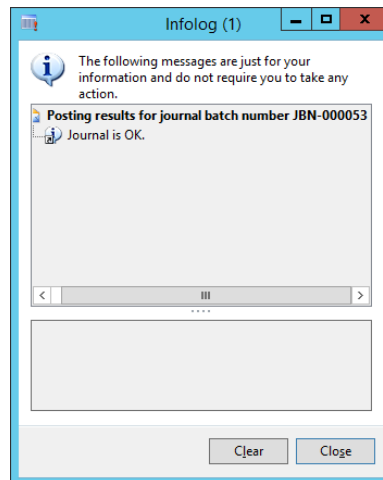 Infolog (1)
The following messages are just for your
information and do not require you to take any
action.
Posting results for journal batch number JBN-000053
Journal is OK.
Clear
Close